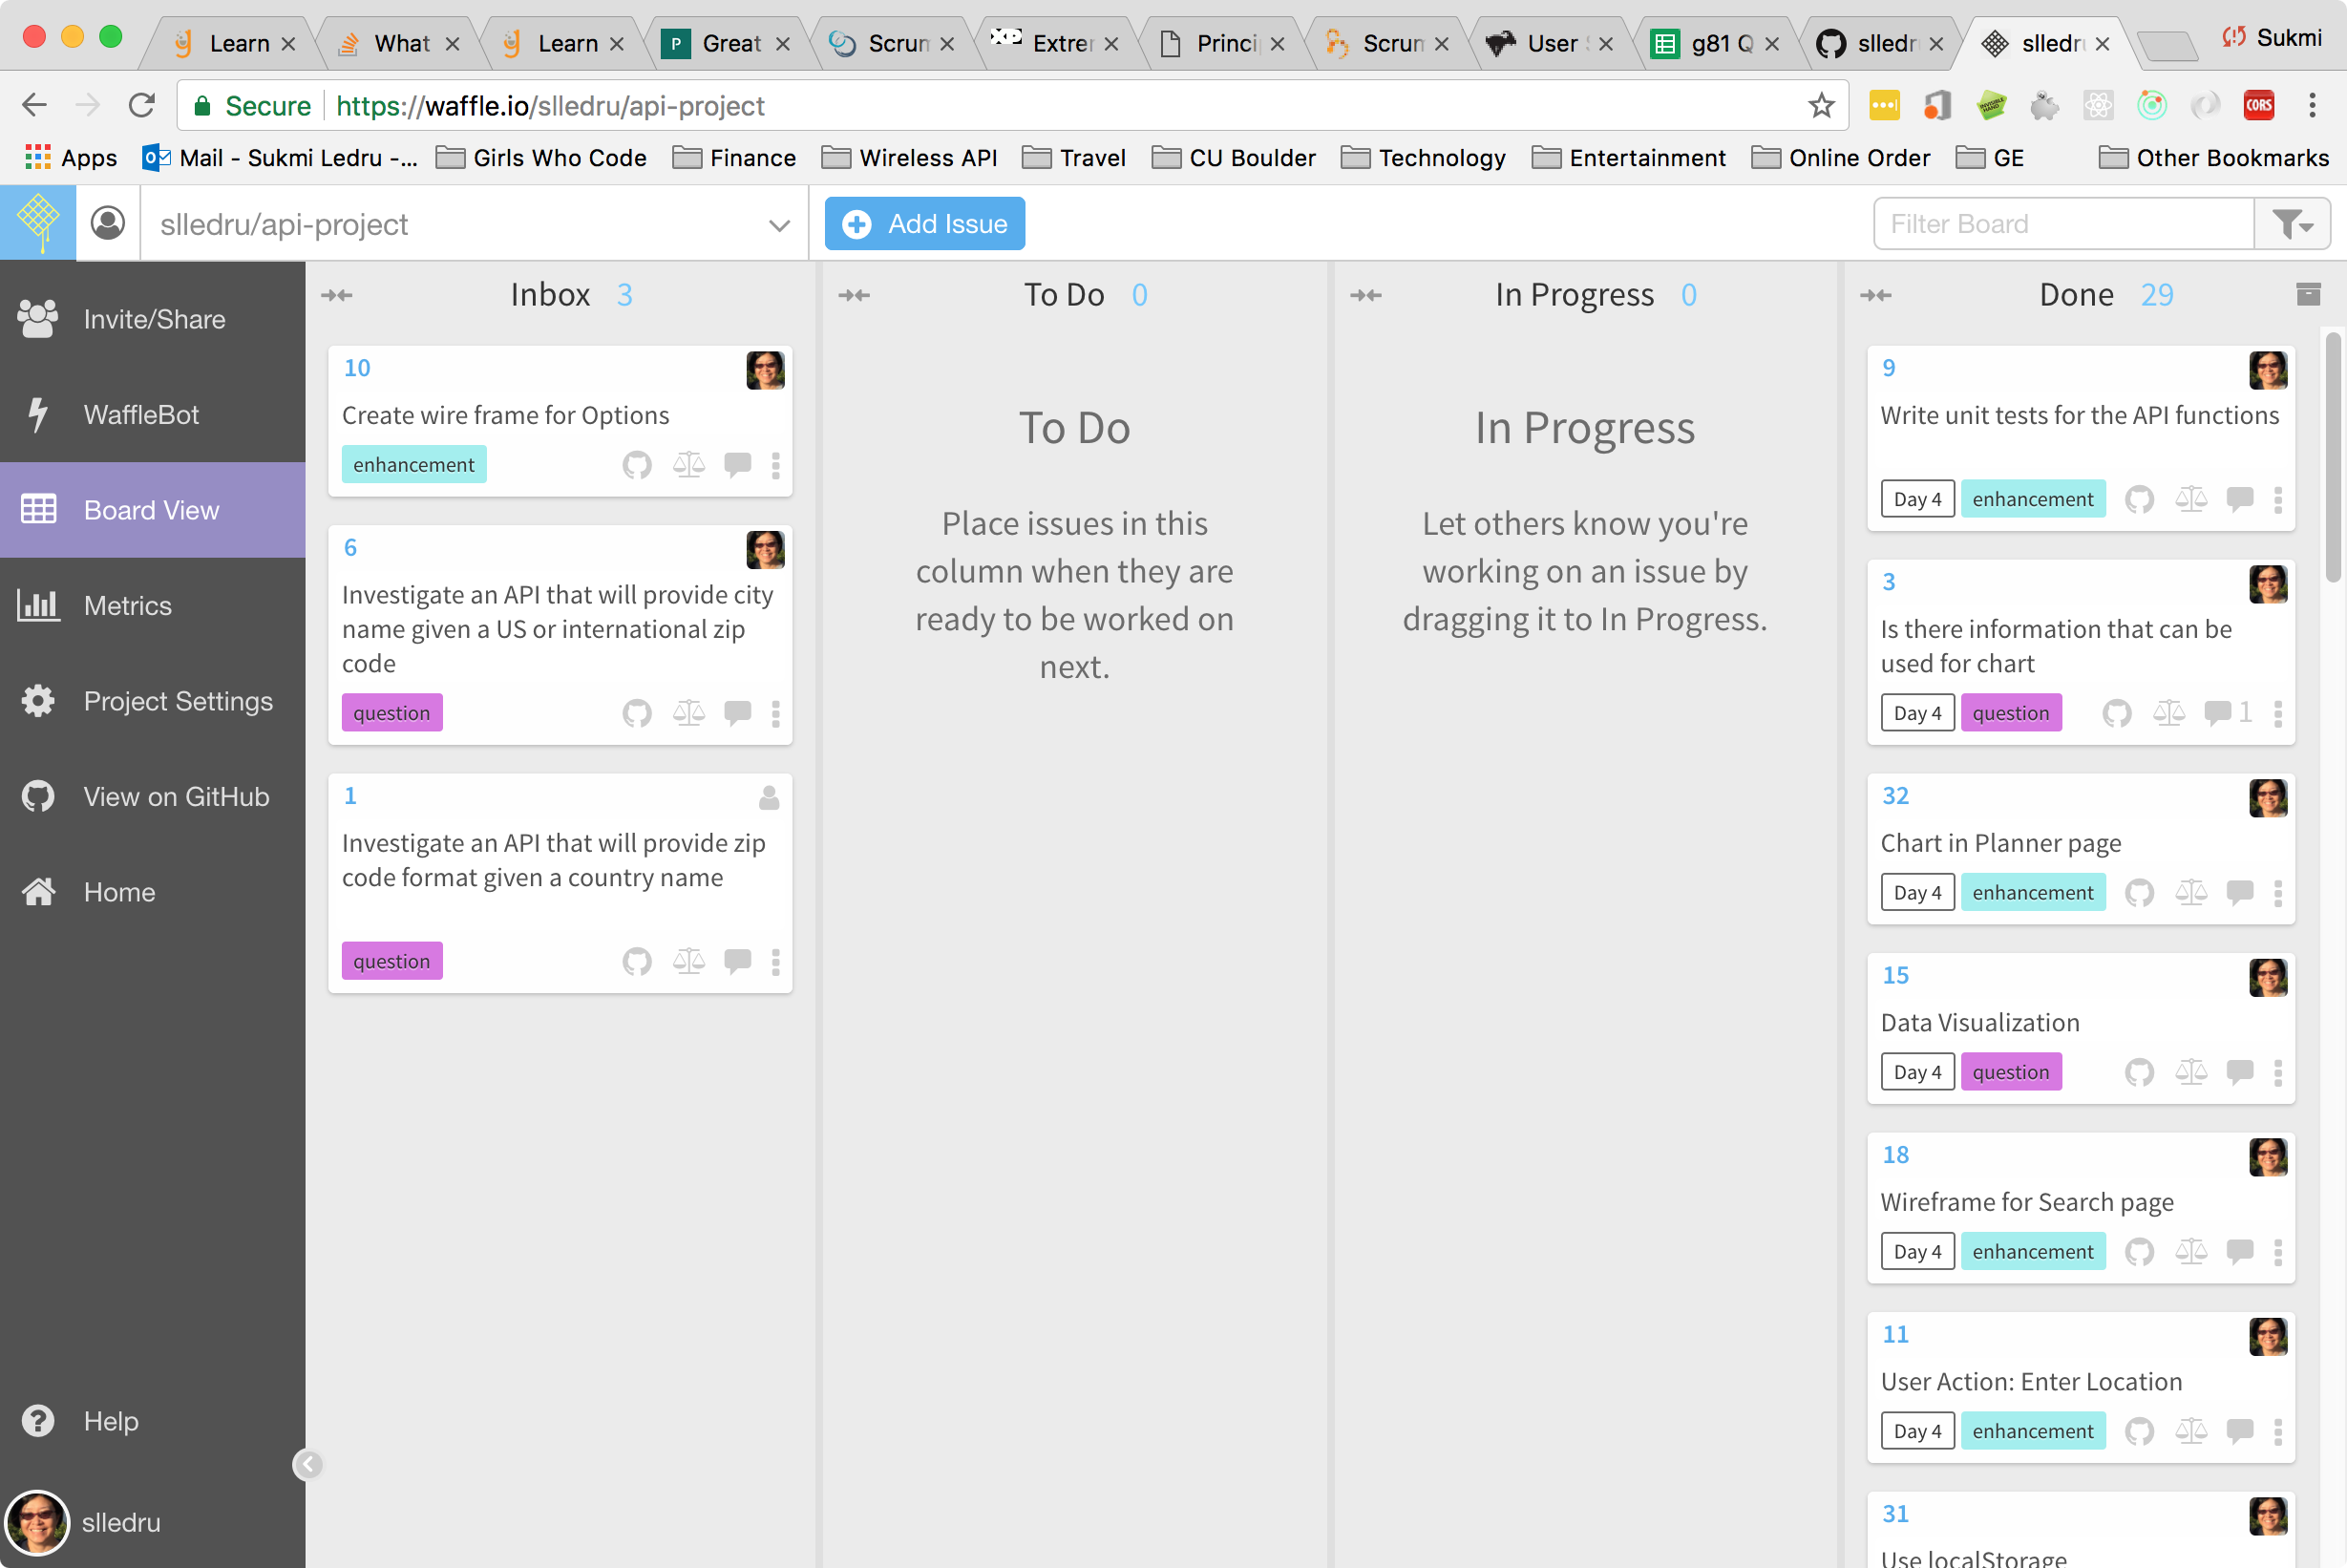 Learn
What
Learn
P
Great
Scrum
Extrem
Princi
Scrum
User
g81 Q
slledr
slledru
Sukmi
Secure
https://waffle.io/slledru/api-project
CORS
Apps
Mail - Sukmi Ledru -...
Girls Who Code
Finance
Wireless API
Travel
CU Boulder
Technology
Entertainment
Online Order
GE
Other Bookmarks
slledru/api-project
Add Issue
Filter Board
Invite/Share
WaffleBot
Board View
Metrics
Project Settings
View on GitHub
Home
Help
slledru
Inbox 3
10
Create wire frame for Options
enhancement
6
Investigate an API that will provide city
name given a US or international zip
code
question
1
Investigate an API that will provide zip
code format given a country name
question
To Do 0
To Do
Place issues in this
column when they are
ready to be worked on
next.
In Progress 0
In Progress
Let others know you're
working on an issue by
dragging it to In Progress.
Done 29
9
Write unit tests for the API functions
Day 4 enhancement
3
Is there information that can be
used for chart
Day 4 question 1
32
Chart in Planner page
Day 4 enhancement
15
Data Visualization
Day 4 question
18
Wireframe for Search page
Day 4 enhancement
11
User Action: Enter Location
Day 4 enhancement
31
Use localStorage